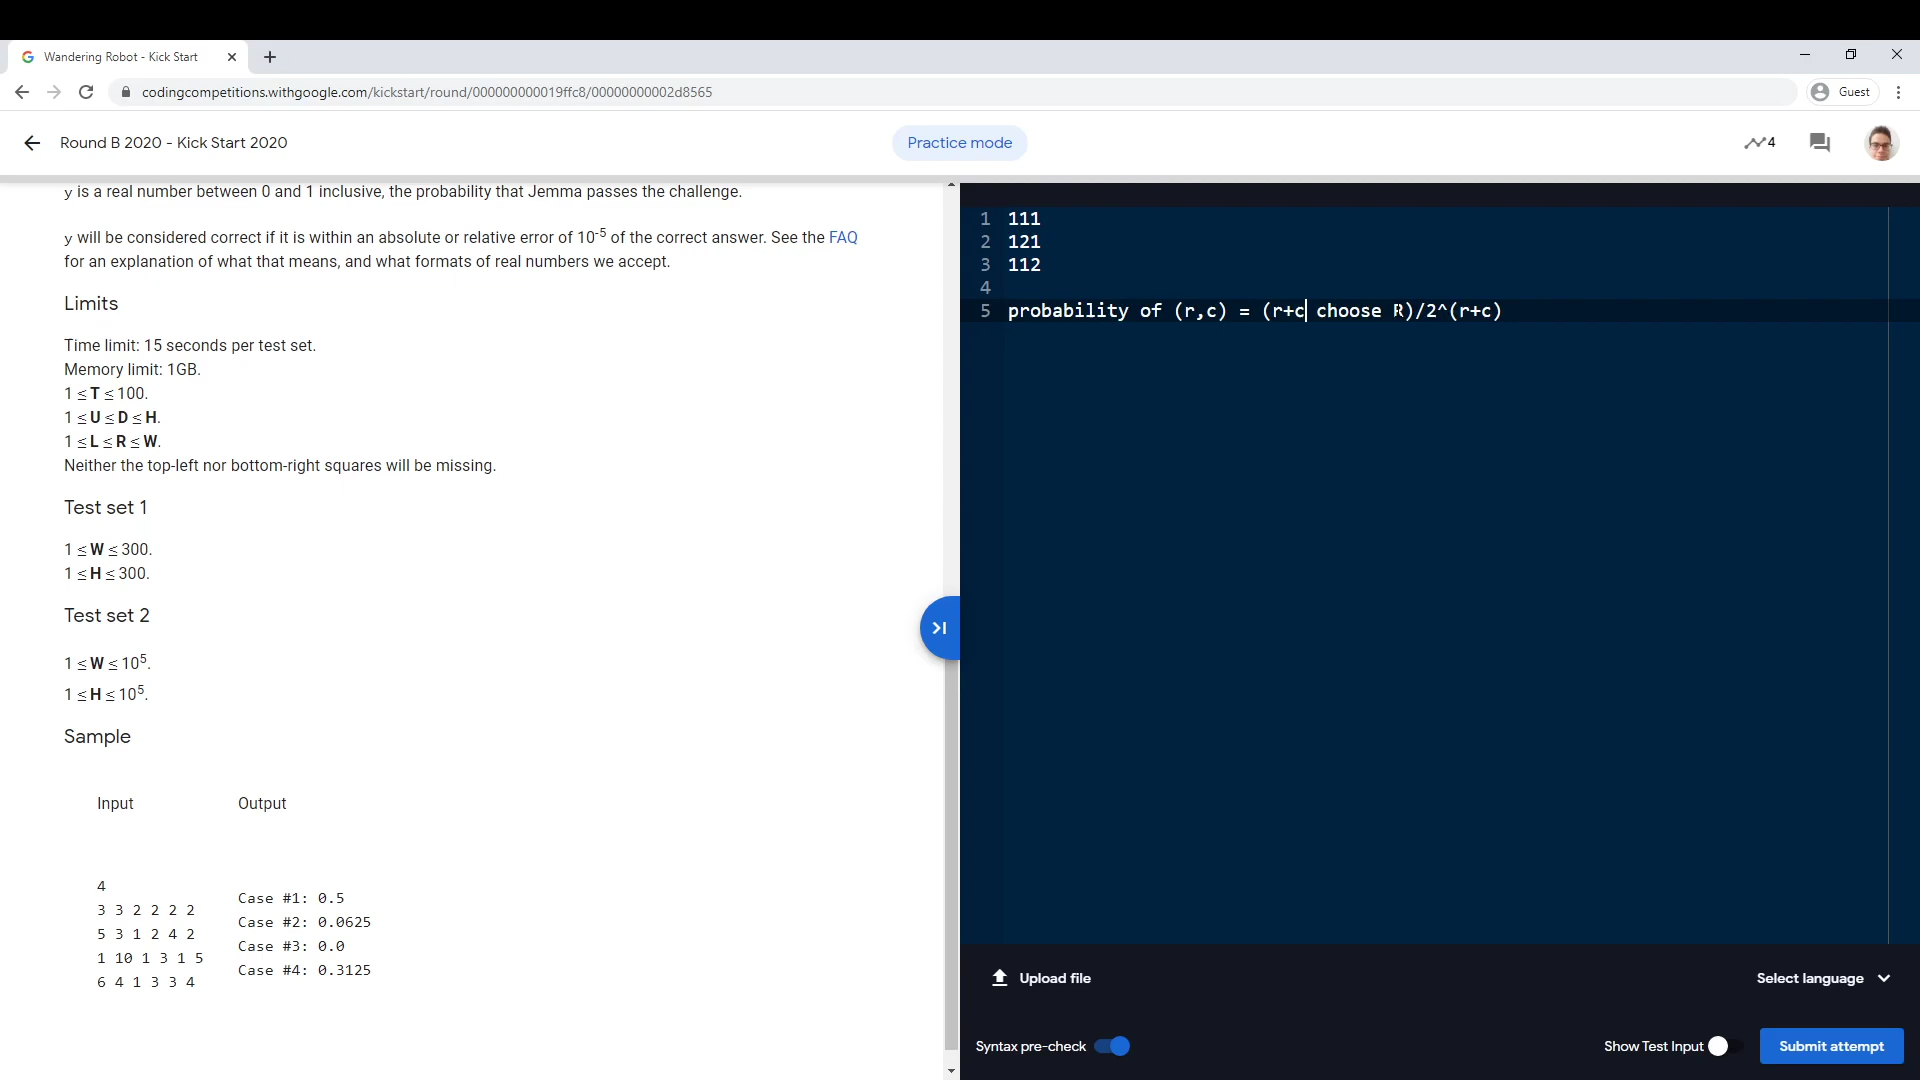 Wandering Robot - Kick Start
codingcompetitions.withgoogle.com/kickstart/round/000000000019ffc8/00000000002d8565
Guest
Round B 2020 - Kick Start 2020
Practice mode
4
y is a real number between 0 and 1 inclusive, the probability that Jemma passes the challenge.
y will be considered correct if it is within an absolute or relative error of 10⁻⁵ of the correct answer. See the FAQ
for an explanation of what that means, and what formats of real numbers we accept.
Limits
Time limit: 15 seconds per test set.
Memory limit: 1GB.
1 ≤ T ≤ 100.
1 ≤ U ≤ D ≤ H.
1 ≤ L ≤ R ≤ W.
Neither the top-left nor bottom-right squares will be missing.
Test set 1
1 ≤ W ≤ 300.
1 ≤ H ≤ 300.
Test set 2
1 ≤ W ≤ 10⁵.
1 ≤ H ≤ 10⁵.
Sample
Input Output
4
3 3 2 2 2 2
5 3 1 2 4 2
1 10 1 3 1 5
6 4 1 3 3 4
Case #1: 0.5
Case #2: 0.0625
Case #3: 0.0
Case #4: 0.3125
1 111
2 121
3 112
4
5 probability of (r,c) = (r+c choose R)/2^(r+c)
Upload file
Select language
Syntax pre-check
Show Test Input
Submit attempt